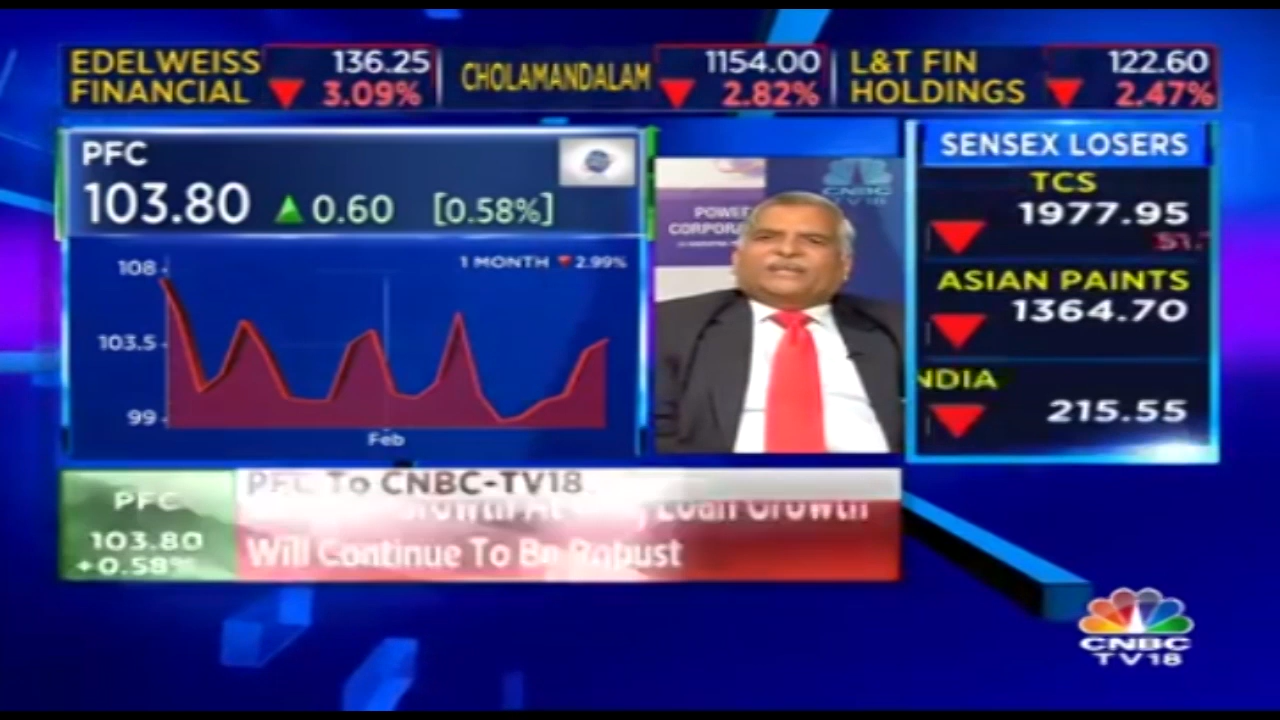 EDELWEISS FINANCIAL
136.25
3.09%
CHOLAMANDALAM
1154.00
2.82%
L&T FIN HOLDINGS
122.60
2.47%
PFC
103.80 0.60 [0.58%]
1 MONTH 2.99%
108
103.5
99
Feb
CNBC
TV18
SENSEX LOSERS
TCS
1977.95
ASIAN PAINTS
1364.70
NDIA
215.55
PFC
103.80
+0.58%
PFC To CNBC-TV18
Loan Growth
Will Continue To Be Robust
CNBC
TV18